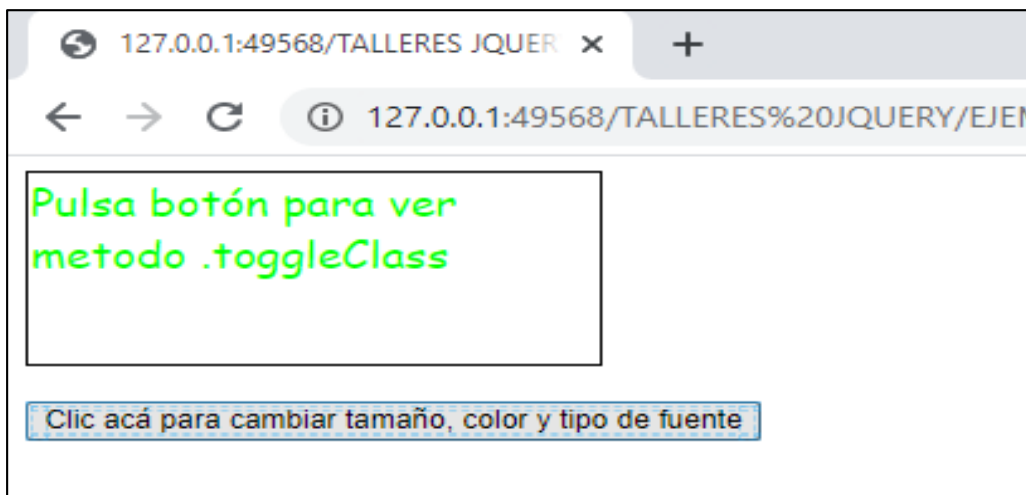 127.0.0.1:49568/TALLERES JQUER
127.0.0.1:49568/TALLERES%20JQUERY/EJE
Pulsa botón para ver
metodo .toggleClass
Clic acá para cambiar tamaño, color y tipo de fuente